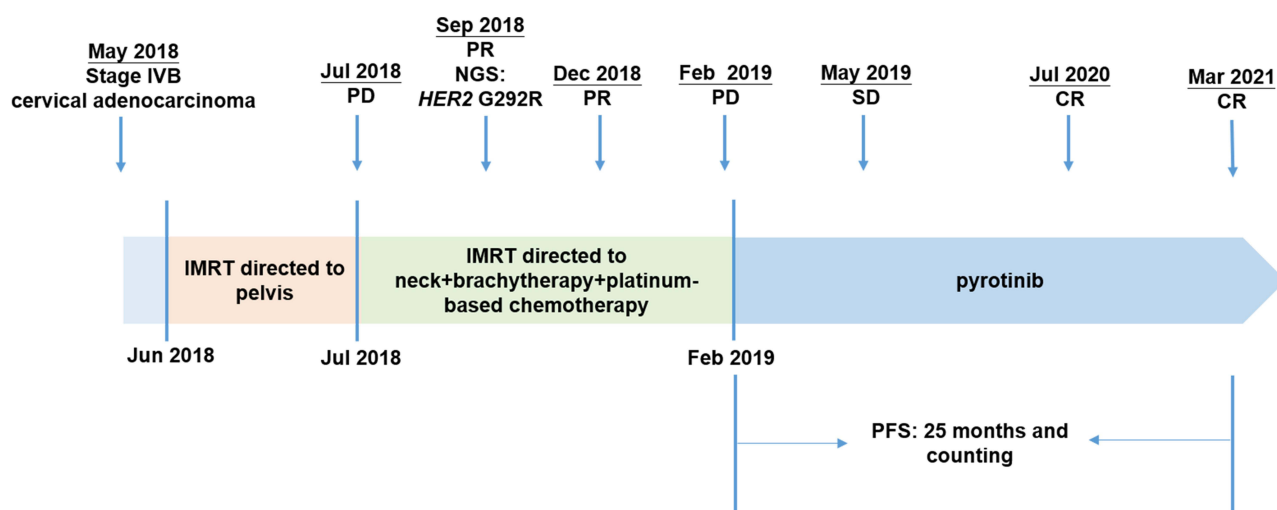 May 2018
Stage IVB
cervical adenocarcinoma
Jul 2018
PD
Sep 2018
PR
NGS:
HER2 G292R
Dec 2018
PR
Feb 2019
PD
May 2019
SD
Jul 2020
CR
Mar 2021
CR
IMRT directed to
pelvis
IMRT directed to
neck+brachytherapy+platinum-
based chemotherapy
pyrotinib
Jun 2018
Jul 2018
Feb 2019
PFS: 25 months and
counting